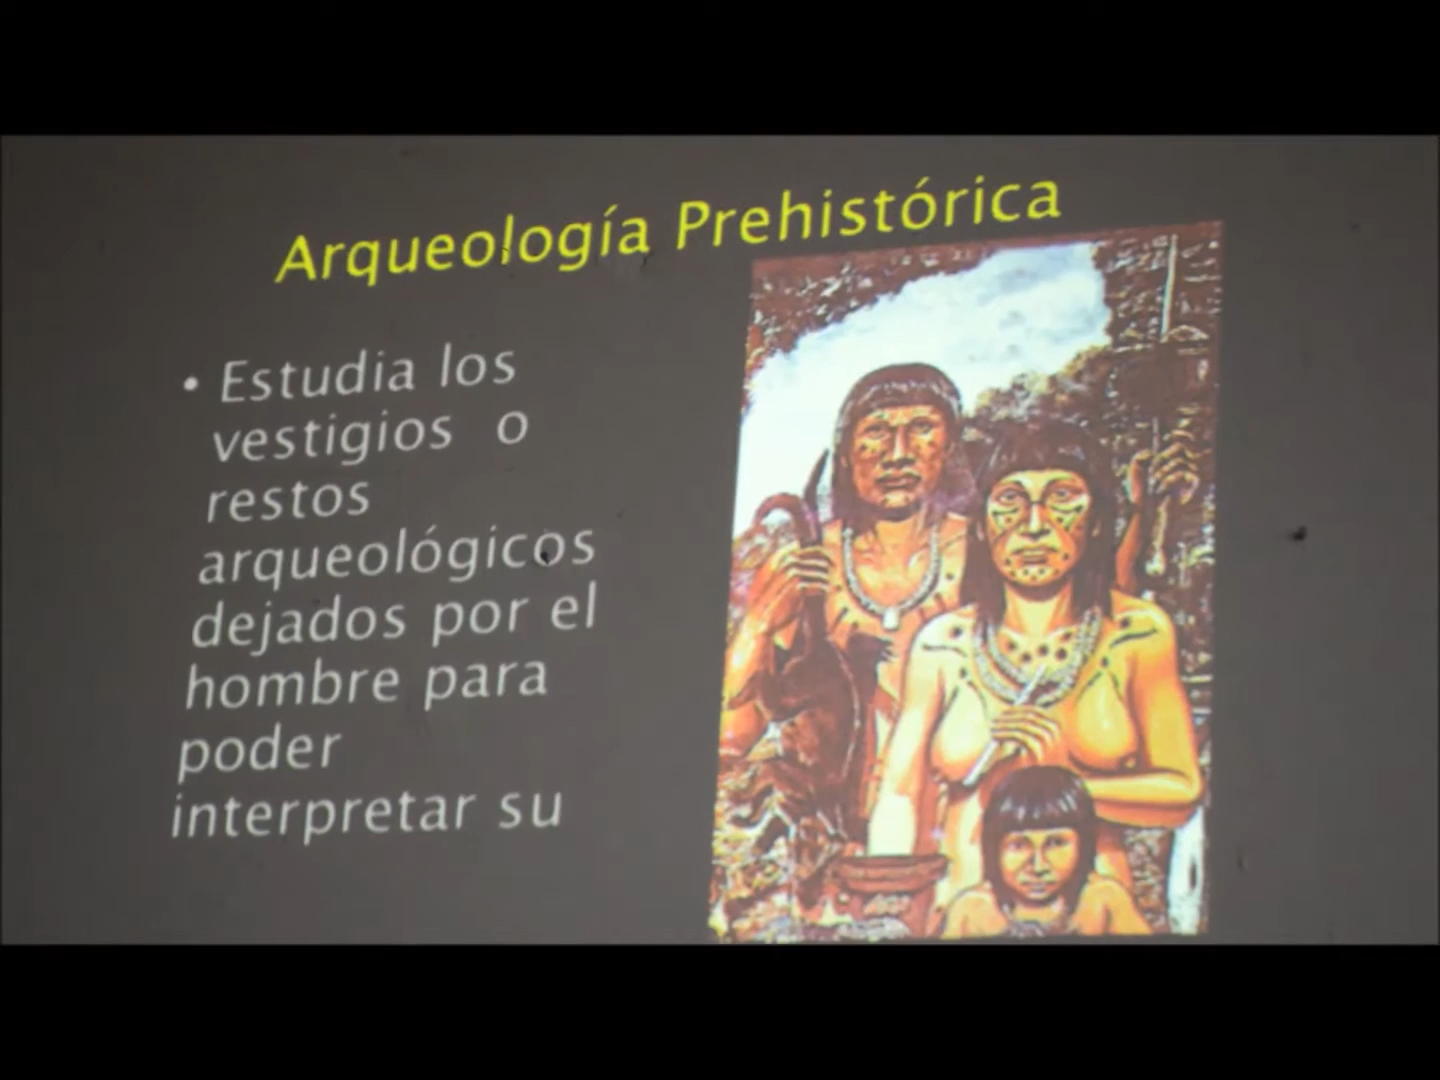 Arqueología Prehistórica
• Estudia los
vestigios o
restos
arqueológicos
dejados por el
hombre para
poder
interpretar su